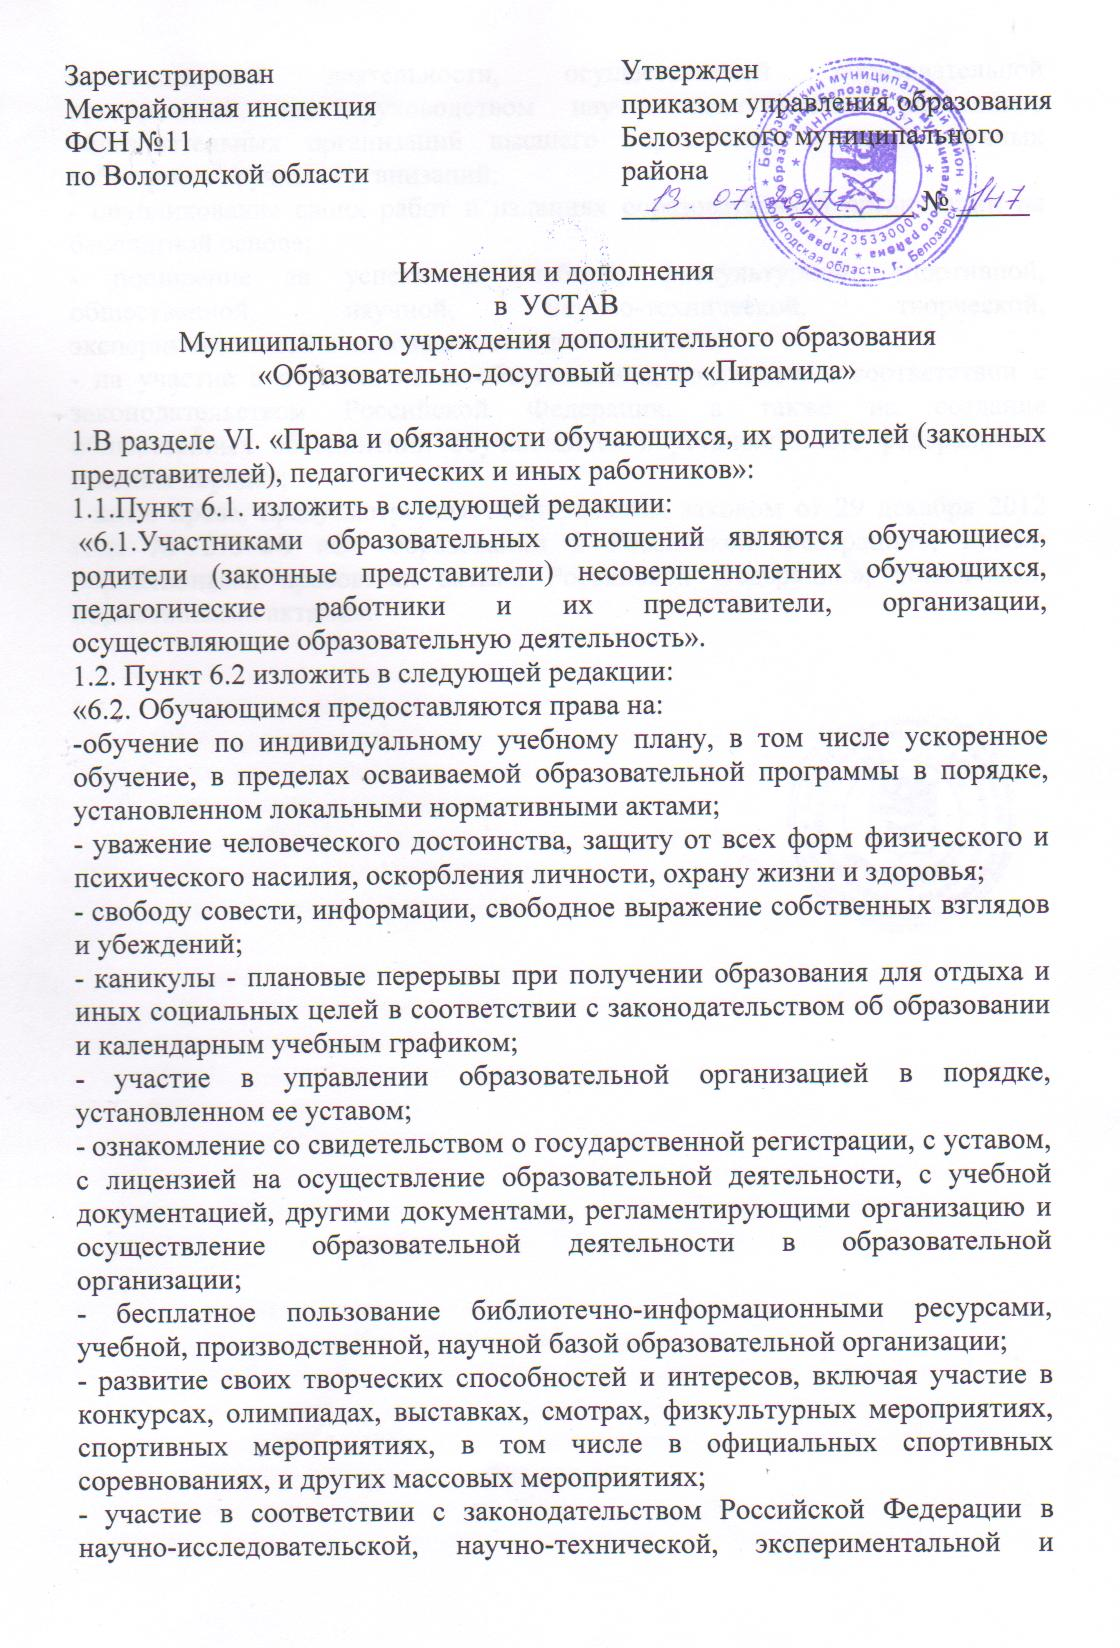 Зарегистрирован
Межрайонная инспекция
ФСН №11
по Вологодской области
Утвержден
приказом управления образования
Белозерского муниципального
района
19. 07. 2017г. № 147
Изменения и дополнения
в УСТАВ
Муниципального учреждения дополнительного образования
«Образовательно-досуговый центр «Пирамида»
1.В разделе VI. «Права и обязанности обучающихся, их родителей (законных
представителей), педагогических и иных работников»:
1.1.Пункт 6.1. изложить в следующей редакции:
«6.1.Участниками образовательных отношений являются обучающиеся,
родители (законные представители) несовершеннолетних обучающихся,
педагогические работники и их представители, организации,
осуществляющие образовательную деятельность».
1.2. Пункт 6.2 изложить в следующей редакции:
«6.2. Обучающимся предоставляются права на:
-обучение по индивидуальному учебному плану, в том числе ускоренное
обучение, в пределах осваиваемой образовательной программы в порядке,
установленном локальными нормативными актами;
- уважение человеческого достоинства, защиту от всех форм физического и
психического насилия, оскорбления личности, охрану жизни и здоровья;
- свободу совести, информации, свободное выражение собственных взглядов
и убеждений;
- каникулы - плановые перерывы при получении образования для отдыха и
иных социальных целей в соответствии с законодательством об образовании
и календарным учебным графиком;
- участие в управлении образовательной организацией в порядке,
установленном ее уставом;
- ознакомление со свидетельством о государственной регистрации, с уставом,
с лицензией на осуществление образовательной деятельности, с учебной
документацией, другими документами, регламентирующими организацию и
осуществление образовательной деятельности в образовательной
организации;
- бесплатное пользование библиотечно-информационными ресурсами,
учебной, производственной, научной базой образовательной организации;
- развитие своих творческих способностей и интересов, включая участие в
конкурсах, олимпиадах, выставках, смотрах, физкультурных мероприятиях,
спортивных мероприятиях, в том числе в официальных спортивных
соревнованиях, и других массовых мероприятиях;
- участие в соответствии с законодательством Российской Федерации в
научно-исследовательской, научно-технической, экспериментальной и